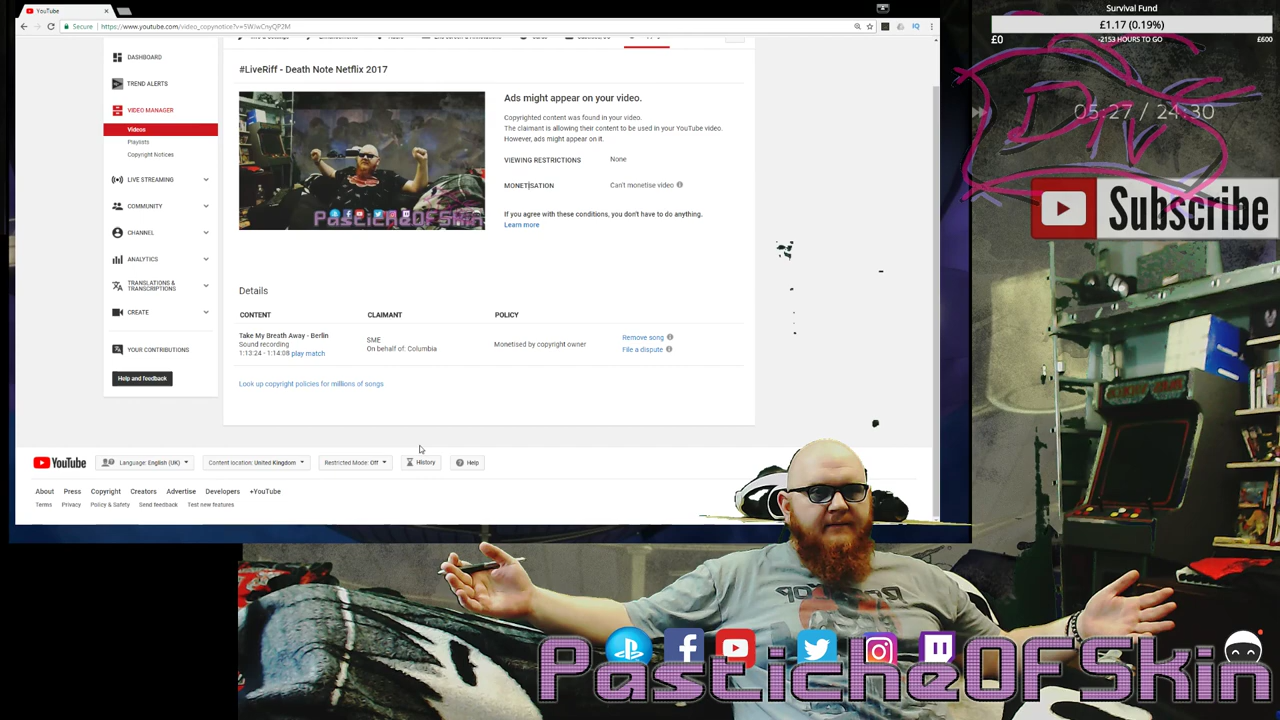 YouTube
Secure
https://www.youtube.com/video_copynotice?v=5WJwCnyQP2M
Survival Fund
£1.17 (0.19%)
£0
-2153 HOURS TO GO
£600
05:27 / 24:30
Subscribe
DASHBOARD
TREND ALERTS
VIDEO MANAGER
Videos
Playlists
Copyright Notices
LIVE STREAMING
COMMUNITY
CHANNEL
ANALYTICS
TRANSLATIONS &
TRANSCRIPTIONS
CREATE
YOUR CONTRIBUTIONS
Help and feedback
#LiveRiff - Death Note Netflix 2017
PasticheOFSkin
Ads might appear on your video.
Copyrighted content was found in your video.
The claimant is allowing their content to be used in your YouTube video.
However, ads might appear on it.
VIEWING RESTRICTIONS
None
MONETISATION
Can't monetise video
If you agree with these conditions, you don't have to do anything.
Learn more
Details
CONTENT
CLAIMANT
POLICY
Take My Breath Away - Berlin
Sound recording
1:13:24 - 1:14:08 play match
SME
On behalf of: Columbia
Monetised by copyright owner
Remove song
File a dispute
Look up copyright policies for millions of songs
YouTube
Language: English (UK)
Content location: United Kingdom
Restricted Mode: Off
History
Help
About Press Copyright Creators Advertise Developers +YouTube
Terms Privacy Policy & Safety Send feedback Test new features
PasticheOFSkin